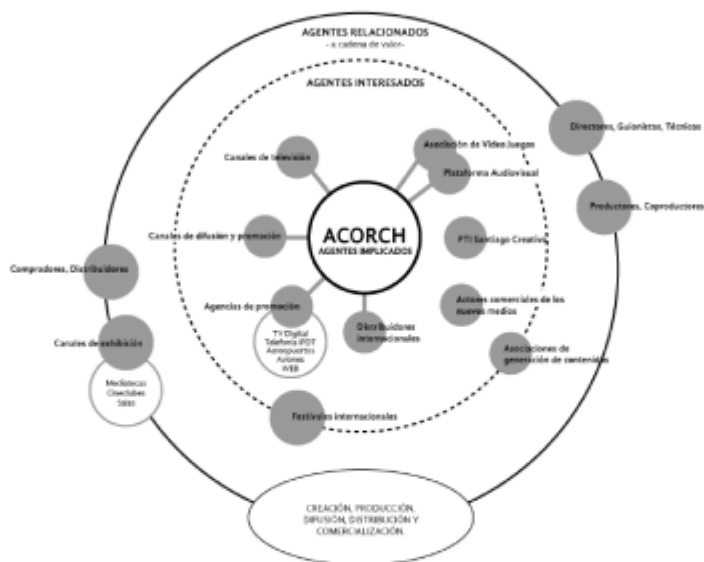 AGENTES RELACIONADOS
- a cadena de valor-
AGENTES INTERESADOS
Directores, Guionistas, Técnicos
Asociación de Video Juegos
Canales de televisión
Plataforma Audiovisual
Productores, Coproductores
ACORCH
AGENTES IMPLICADOS
Canales de difusión y promoción
PTI Santiago Creativo
Compradores, Distribuidores
Agencias de promoción
Actores comerciales de los
nuevos medios
TV Digital
Telefonía IPDT
Aereopuertos
Aviones
WEB
Distribuidores
internacionales
Canales de exhibición
Asociaciones de
generación de contenidos
Mediatecas
Cineclubes
Salas
Festivales internacionales
CREACIÓN, PRODUCCIÓN,
DIFUSIÓN, DISTRIBUCIÓN Y
COMERCIALIZACIÓN.